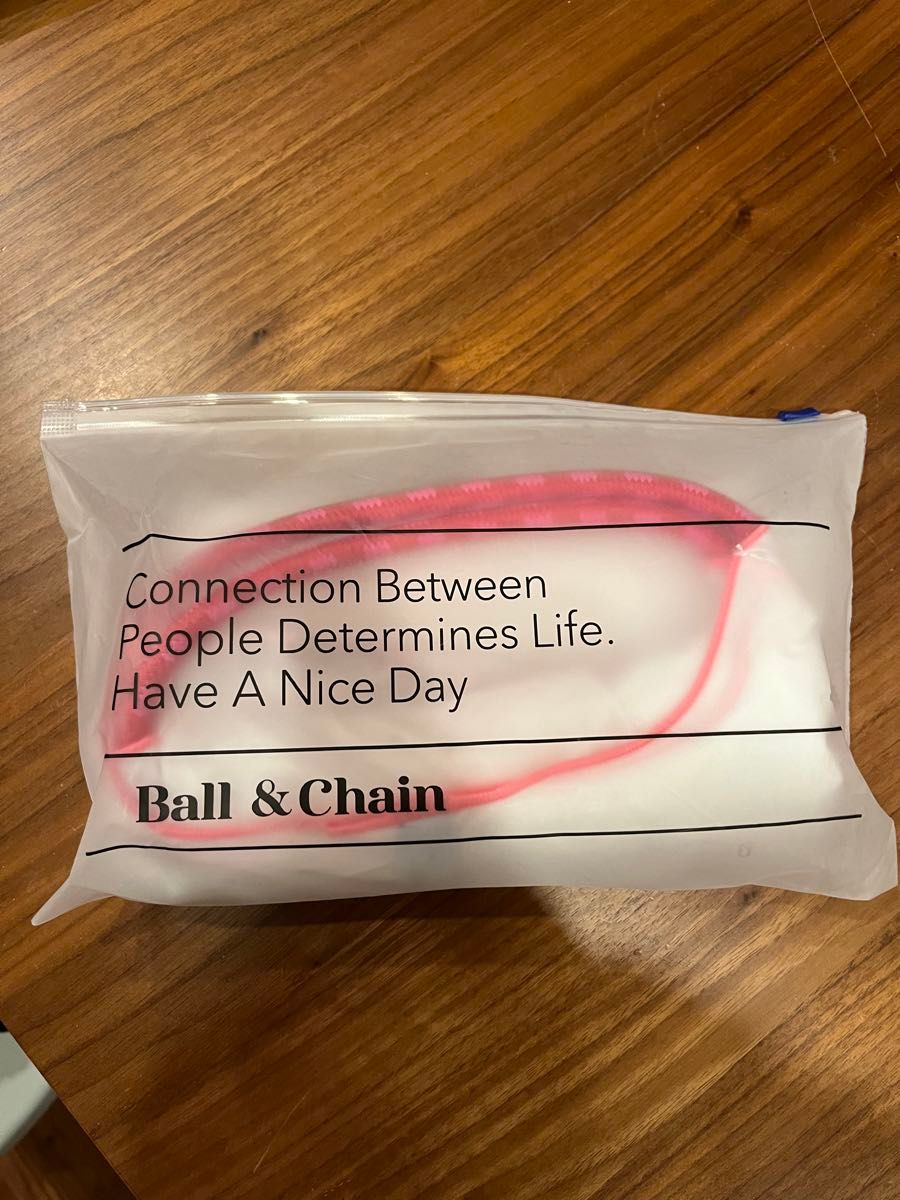 Connection Between
People Determines Life.
Have A Nice Day
Ball & Chain